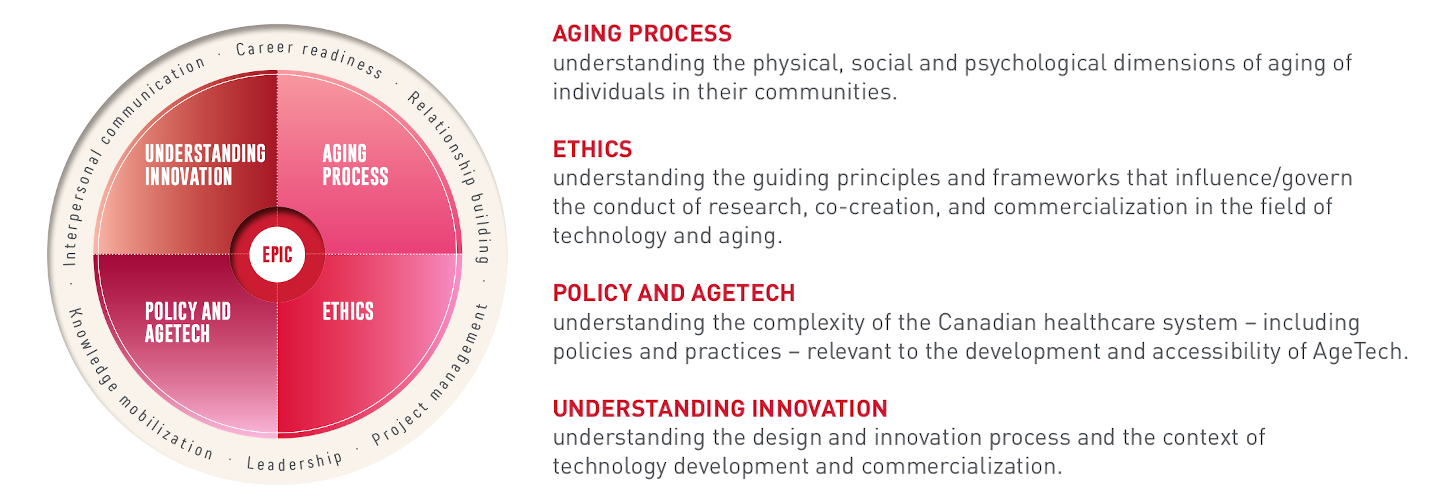 Career readiness · Relationship building · Project management · Leadership · Knowledge mobilization · Interpersonal communication ·
UNDERSTANDING
INNOVATION
AGING
PROCESS
EPIC
POLICY AND
AGETECH
ETHICS
AGING PROCESS
understanding the physical, social and psychological dimensions of aging of
individuals in their communities.
ETHICS
understanding the guiding principles and frameworks that influence/govern
the conduct of research, co-creation, and commercialization in the field of
technology and aging.
POLICY AND AGETECH
understanding the complexity of the Canadian healthcare system – including
policies and practices – relevant to the development and accessibility of AgeTech.
UNDERSTANDING INNOVATION
understanding the design and innovation process and the context of
technology development and commercialization.